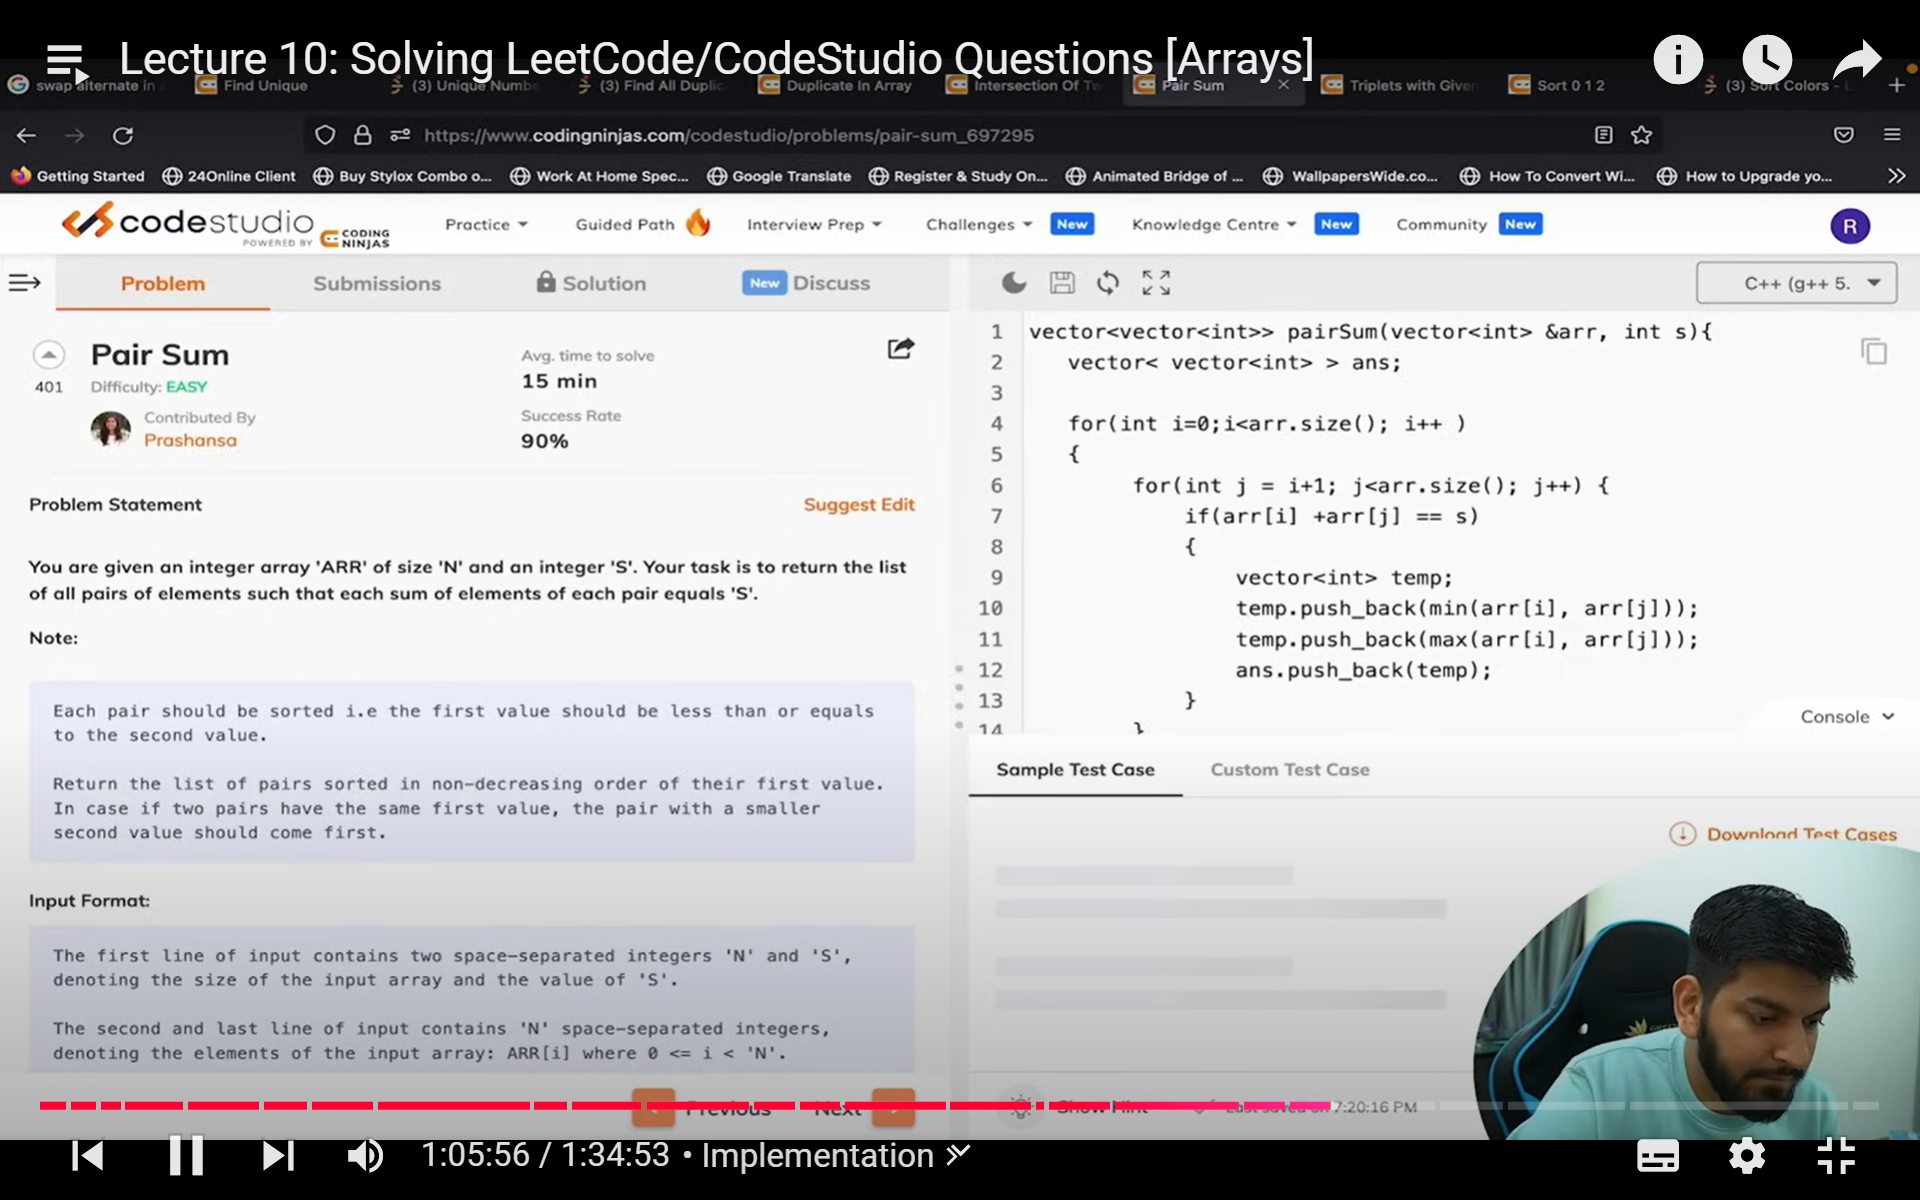 Lecture 10: Solving LeetCode/CodeStudio Questions [Arrays]
swap alternate in
Find Unique
(3) Unique Numbe
(3) Find All Duplic
Duplicate In Array
Intersection Of Tw
Pair Sum
Triplets with Given
Sort 0 1 2
(3) Sort Colors - L
https://www.codingninjas.com/codestudio/problems/pair-sum_697295
Getting Started
24Online Client
Buy Stylox Combo o...
Work At Home Spec...
Google Translate
Register & Study On...
Animated Bridge of ...
WallpapersWide.co...
How To Convert Wi...
How to Upgrade yo...
codestudio
POWERED BY CODING NINJAS
Practice
Guided Path
Interview Prep
Challenges New
Knowledge Centre New
Community New
R
Problem
Submissions
Solution
New Discuss
C++ (g++ 5.
Pair Sum
401
Difficulty: EASY
Contributed By
Prashansa
Avg. time to solve
15 min
Success Rate
90%
Problem Statement
Suggest Edit
You are given an integer array 'ARR' of size 'N' and an integer 'S'. Your task is to return the list
of all pairs of elements such that each sum of elements of each pair equals 'S'.
Note:
Each pair should be sorted i.e the first value should be less than or equals
to the second value.
Return the list of pairs sorted in non-decreasing order of their first value.
In case if two pairs have the same first value, the pair with a smaller
second value should come first.
Input Format:
The first line of input contains two space-separated integers 'N' and 'S',
denoting the size of the input array and the value of 'S'.
The second and last line of input contains 'N' space-separated integers,
denoting the elements of the input array: ARR[i] where 0 <= i < 'N'.
Previous
Next
1 vector<vector<int>> pairSum(vector<int> &arr, int s){
2 vector< vector<int> > ans;
3
4 for(int i=0;i<arr.size(); i++ )
5 {
6 for(int j = i+1; j<arr.size(); j++) {
7 if(arr[i] +arr[j] == s)
8 {
9 vector<int> temp;
10 temp.push_back(min(arr[i], arr[j]));
11 temp.push_back(max(arr[i], arr[j]));
12 ans.push_back(temp);
13 }
14 }
Console
Sample Test Case
Custom Test Case
Download Test Cases
Show Hint
Last saved on 7:20:16 PM
1:05:56 / 1:34:53 • Implementation